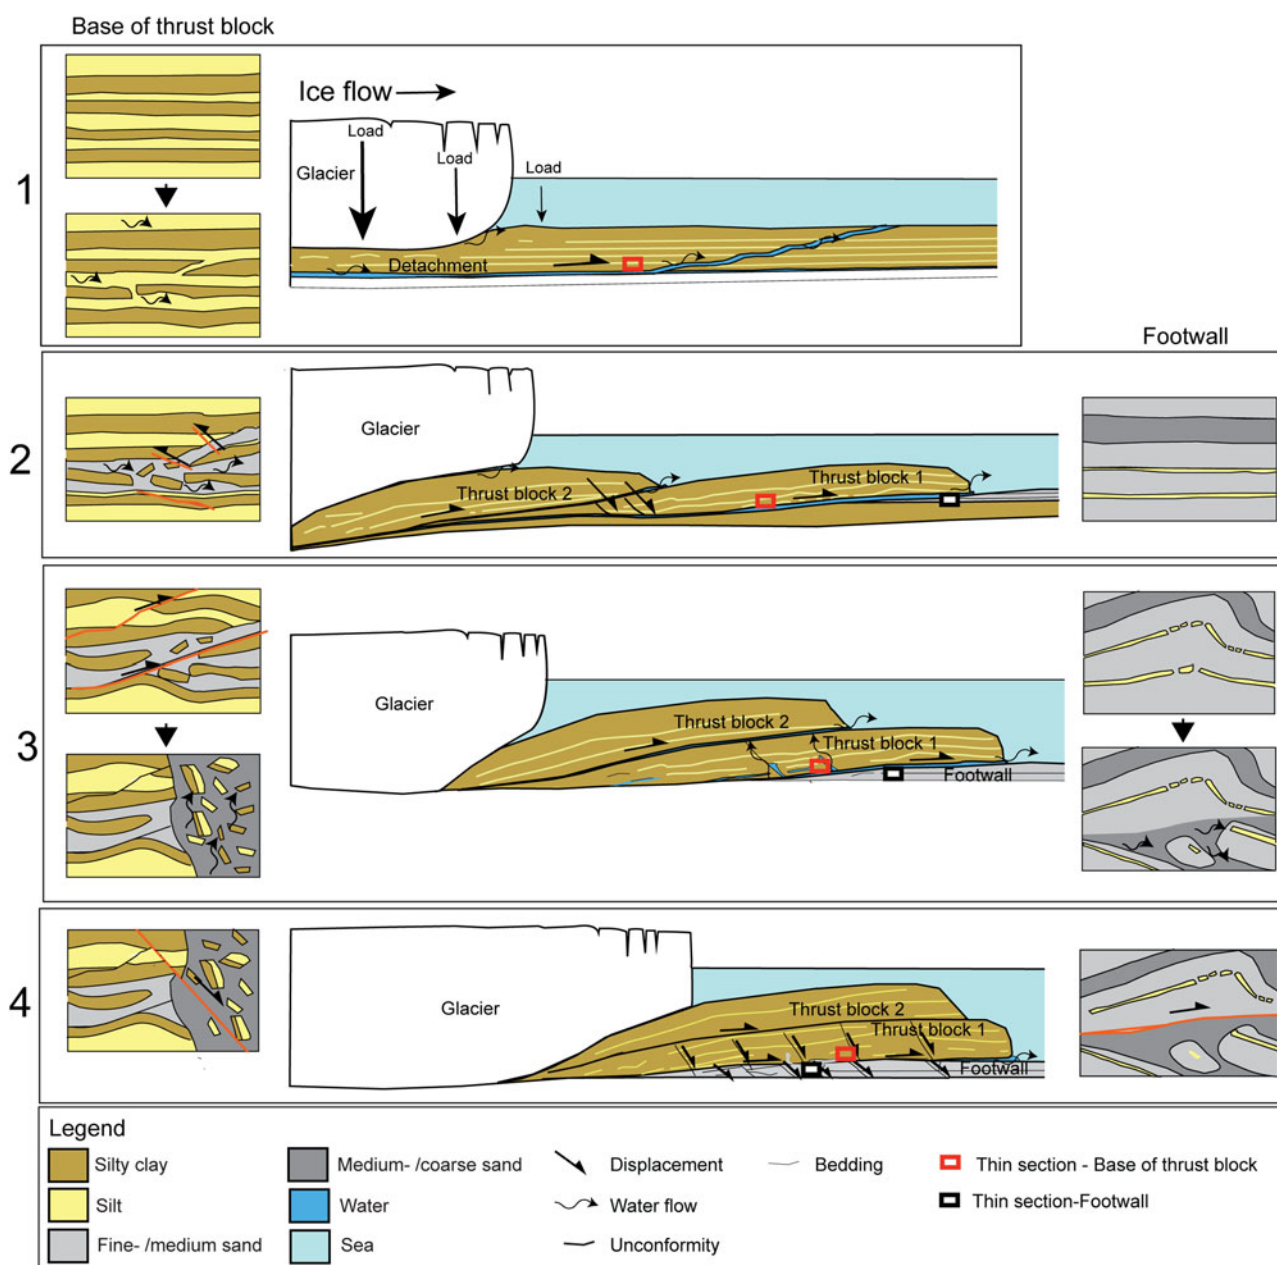 Base of thrust block
1
Ice flow
Load
Load
Load
Glacier
Detachment
Footwall
2
Glacier
Thrust block 2
Thrust block 1
3
Glacier
Thrust block 2
Thrust block 1
Footwall
4
Glacier
Thrust block 2
Thrust block 1
Footwall
Legend
Silty clay
Silt
Fine- /medium sand
Medium- /coarse sand
Water
Sea
Displacement
Water flow
Unconformity
Bedding
Thin section - Base of thrust block
Thin section-Footwall